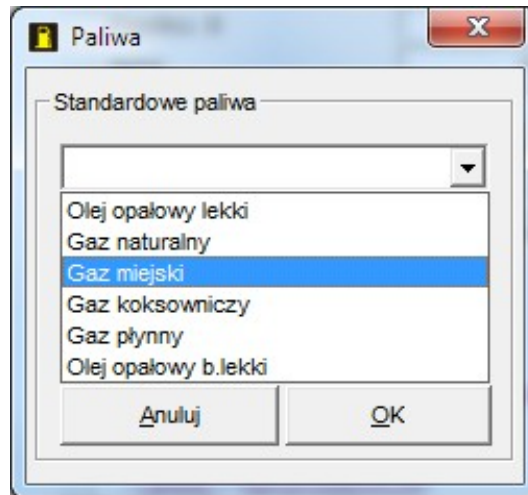 Paliwa
Standardowe paliwa
Olej opałowy lekki
Gaz naturalny
Gaz miejski
Gaz koksowniczy
Gaz płynny
Olej opałowy b.lekki
Anuluj
OK